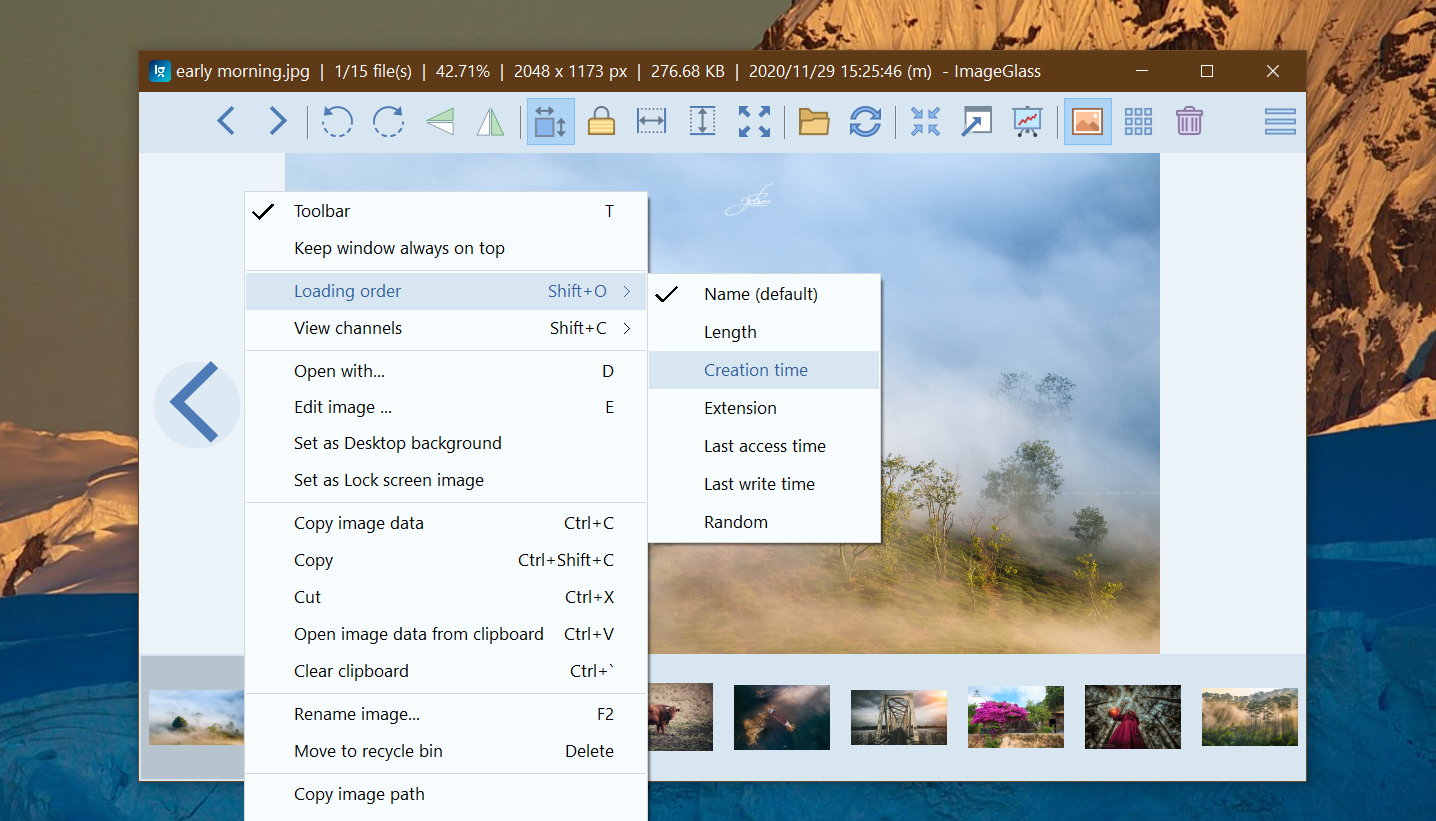 early morning.jpg | 1/15 file(s) | 42.71% | 2048 x 1173 px | 276.68 KB | 2020/11/29 15:25:46 (m) - ImageGlass
Toolbar T
Keep window always on top
Loading order Shift+O
View channels Shift+C
Open with... D
Edit image ... E
Set as Desktop background
Set as Lock screen image
Copy image data Ctrl+C
Copy Ctrl+Shift+C
Cut Ctrl+X
Open image data from clipboard Ctrl+V
Clear clipboard Ctrl+`
Rename image... F2
Move to recycle bin Delete
Copy image path
Name (default)
Length
Creation time
Extension
Last access time
Last write time
Random